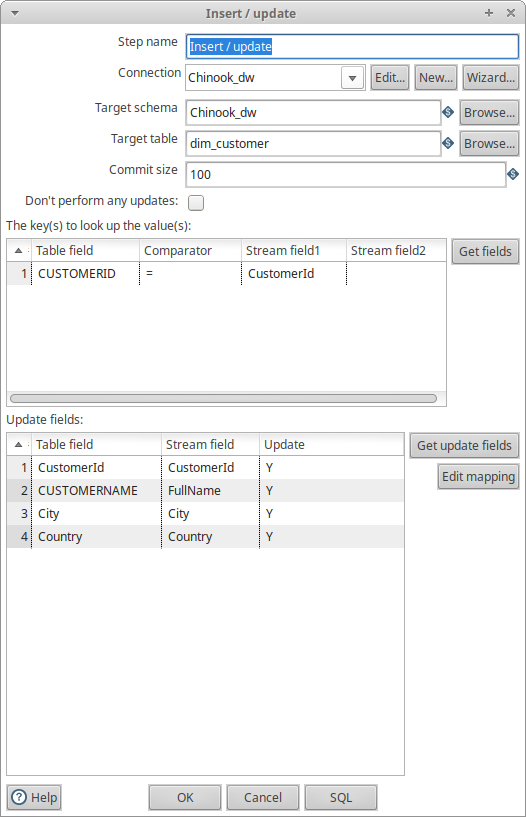 Insert / update
Step name Insert / update
Connection Chinook_dw Edit... New... Wizard...
Target schema Chinook_dw Browse...
Target table dim_customer Browse...
Commit size 100
Don't perform any updates:
The key(s) to look up the value(s):
Table field Comparator Stream field1 Stream field2 Get fields
1 CUSTOMERID = CustomerId
Update fields:
Table field Stream field Update Get update fields
1 CustomerId CustomerId Y
Edit mapping
2 CUSTOMERNAME FullName Y
3 City City Y
4 Country Country Y
Help OK Cancel SQL